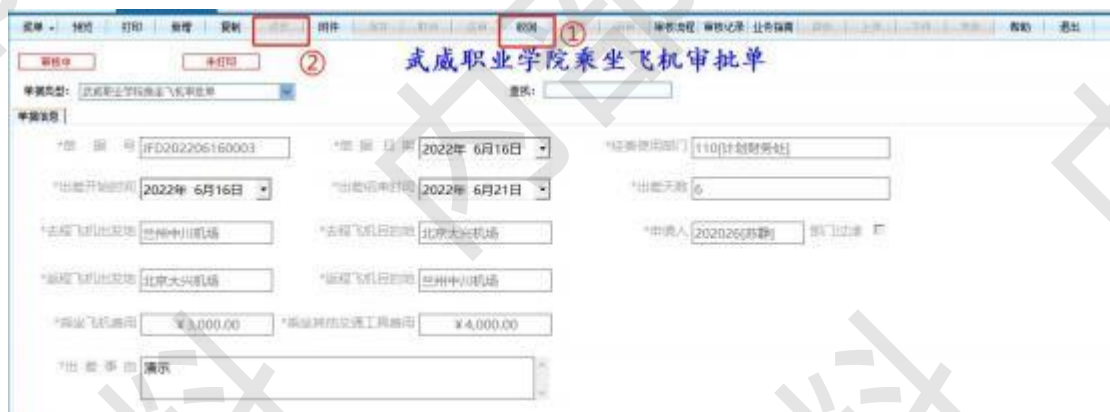 菜单 预览 打印 新增 复制 附件 收回 审核流程 审核记录 业务指南 帮助 退出
① ②
审核中 未打印 武威职业学院乘坐飞机审批单
单据类型: 武威职业学院乘坐飞机审批单 查找:
单据信息
*单据号 JFD202206160003 *单据日期 2022年 6月16日 *经费使用部门 110[计划财务处]
*出差开始时间 2022年 6月16日 *出差结束时间 2022年 6月21日 *出差天数 6
*去程飞机出发地 兰州中川机场 *去程飞机目的地 北京大兴机场 *申请人 202026[苏静] 部门过滤
*返程飞机出发地 北京大兴机场 *返程飞机目的地 兰州中川机场
*乘坐飞机费用 ¥3,000.00 *乘坐其他交通工具费用 ¥4,000.00
*出差事由 演示